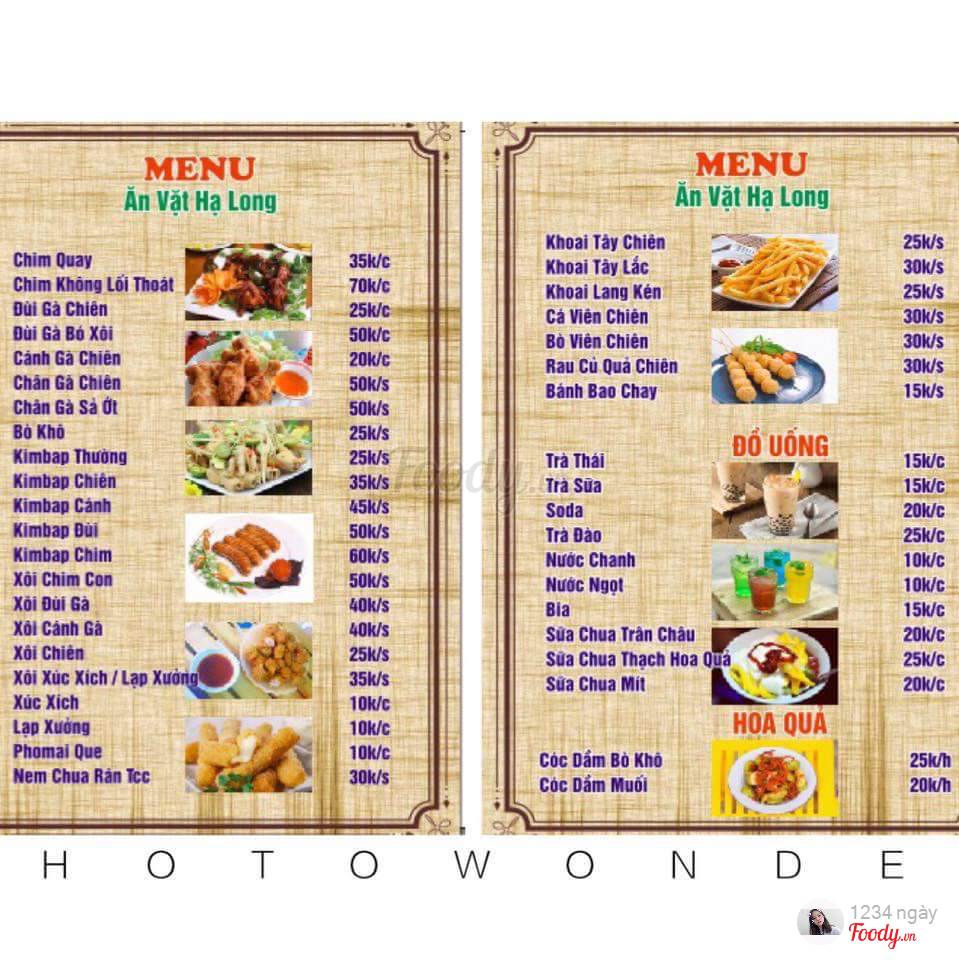 MENU
Ăn Vặt Hạ Long
Chim Quay 35k/c
Chim Không Lối Thoát 70k/c
Đùi Gà Chiên 25k/c
Đùi Gà Bó Xôi 50k/c
Cánh Gà Chiên 20k/c
Chân Gà Chiên 50k/s
Chân Gà Sả Ớt 50k/s
Bò Khô 25k/s
Kimbap Thường 25k/s
Kimbap Chiên 35k/s
Kimbap Cánh 45k/s
Kimbap Đùi 50k/s
Kimbap Chim 60k/s
Xôi Chim Con 50k/s
Xôi Đùi Gà 40k/s
Xôi Cánh Gà 40k/s
Xôi Chiên 25k/s
Xôi Xúc Xích / Lạp Xưởng 35k/s
Xúc Xích 10k/c
Lạp Xưởng 10k/c
Phomai Que 10k/c
Nem Chua Rán Tcc 30k/s
MENU
Ăn Vặt Hạ Long
Khoai Tây Chiên 25k/s
Khoai Tây Lắc 30k/s
Khoai Lang Kén 25k/s
Cá Viên Chiên 30k/s
Bò Viên Chiên 30k/s
Rau Củ Quả Chiên 30k/s
Bánh Bao Chay 15k/s
ĐỒ UỐNG
Trà Thái 15k/c
Trà Sữa 15k/c
Soda 20k/c
Trà Đào 25k/c
Nước Chanh 10k/c
Nước Ngọt 10k/c
Bia 15k/c
Sữa Chua Trân Châu 20k/c
Sữa Chua Thạch Hoa Quả 25k/c
Sữa Chua Mít 20k/c
HOA QUẢ
Cóc Dầm Bò Khô 25k/h
Cóc Dầm Muối 20k/h
Foody
H O T O W O N D E
1234 ngày
Foody.vn